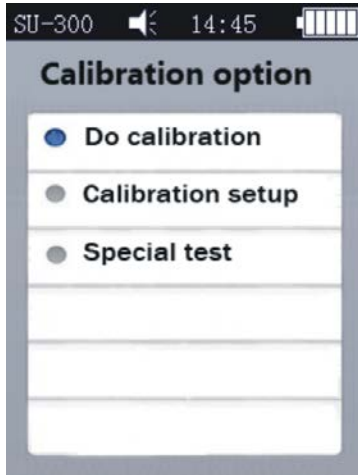 SU-300 14:45
Calibration option
Do calibration
Calibration setup
Special test